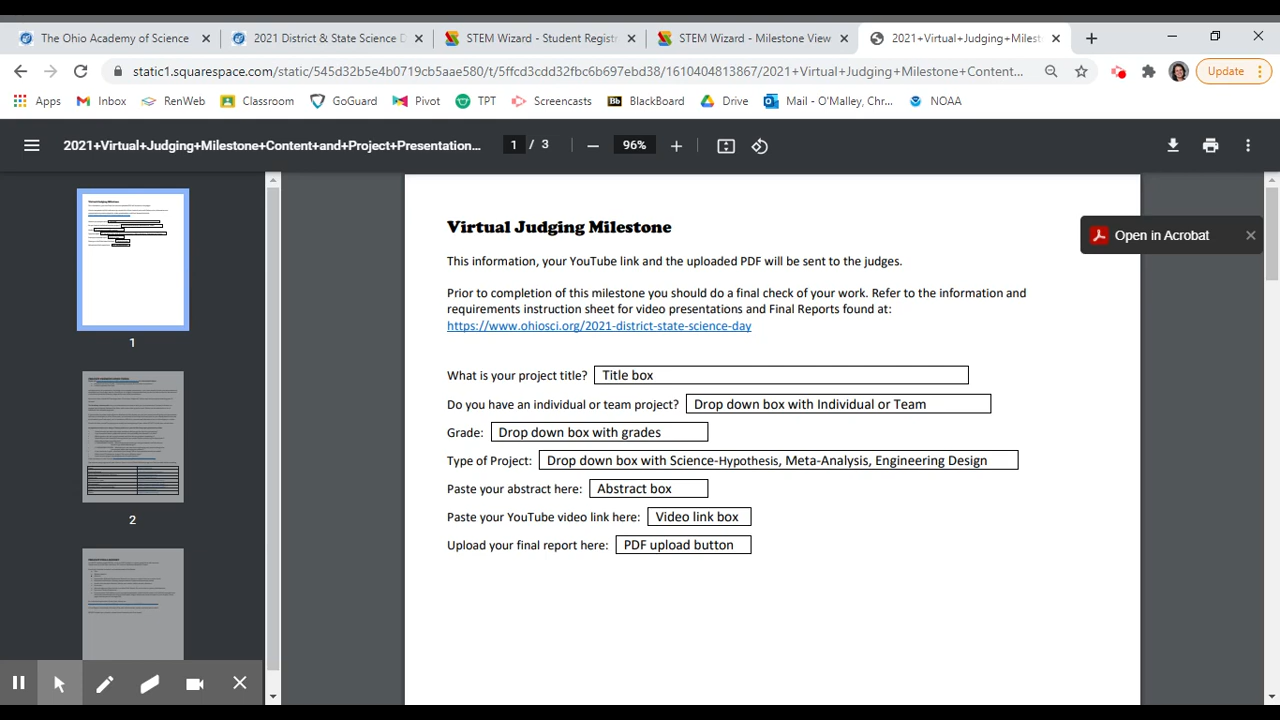 The Ohio Academy of Science
2021 District & State Science D
STEM Wizard - Student Registr
STEM Wizard - Milestone View
2021+Virtual+Judging+Milest
static1.squarespace.com/static/545d32b5e4b0719cb5aae580/t/5fcd3cdd32fbc6b697ebd38/1610404813867/2021+Virtual+Judging+Milestone+Content...
Update
Apps
Inbox
RenWeb
Classroom
GoGuard
Pivot
TPT
Screencasts
Bb BlackBoard
Drive
Mail - O'Malley, Chr...
NOAA
2021+Virtual+Judging+Milestone+Content+and+Project+Presentation...
1 / 3
96%
Open in Acrobat
1
2
Virtual Judging Milestone
This information, your YouTube link and the uploaded PDF will be sent to the judges.
Prior to completion of this milestone you should do a final check of your work. Refer to the information and
requirements instruction sheet for video presentations and Final Reports found at:
https://www.ohiosci.org/2021-district-state-science-day
What is your project title? Title box
Do you have an individual or team project? Drop down box with Individual or Team
Grade: Drop down box with grades
Type of Project: Drop down box with Science-Hypothesis, Meta-Analysis, Engineering Design
Paste your abstract here: Abstract box
Paste your YouTube video link here: Video link box
Upload your final report here: PDF upload button